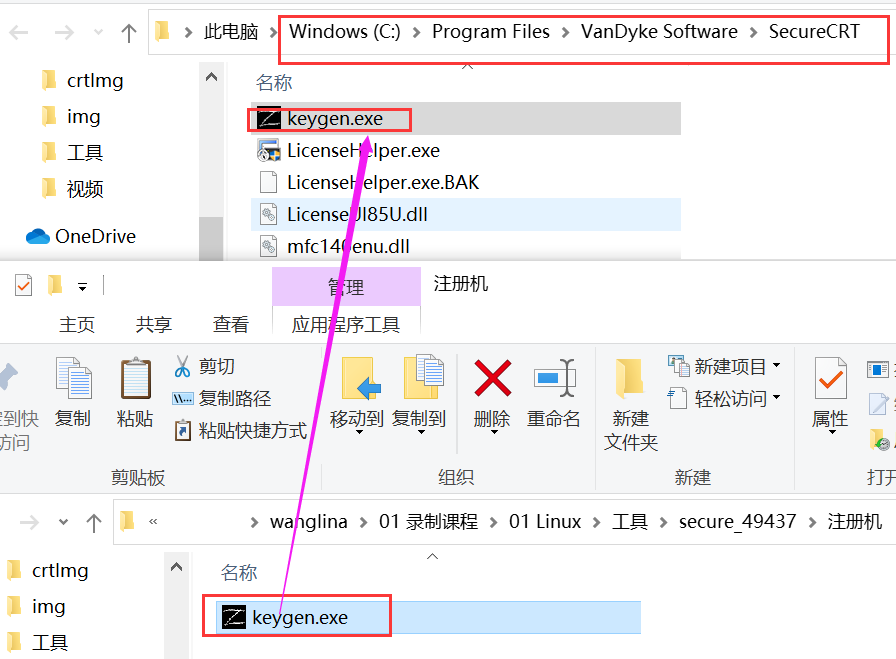 此电脑 > Windows (C:) > Program Files > VanDyke Software > SecureCRT
crtImg
img
工具
视频
OneDrive
名称
keygen.exe
LicenseHelper.exe
LicenseHelper.exe.BAK
LicenseUI85U.dll
mfc140enu.dll
管理
注册机
主页
共享
查看
应用程序工具
定到快
访问
复制
粘贴
剪切
复制路径
粘贴快捷方式
剪贴板
移动到
复制到
删除
重命名
组织
新建
文件夹
新建项目
轻松访问
新建
属性
打开
« > wanglina > 01 录制课程 > 01 Linux > 工具 > secure_49437 > 注册机
crtImg
img
工具
名称
keygen.exe